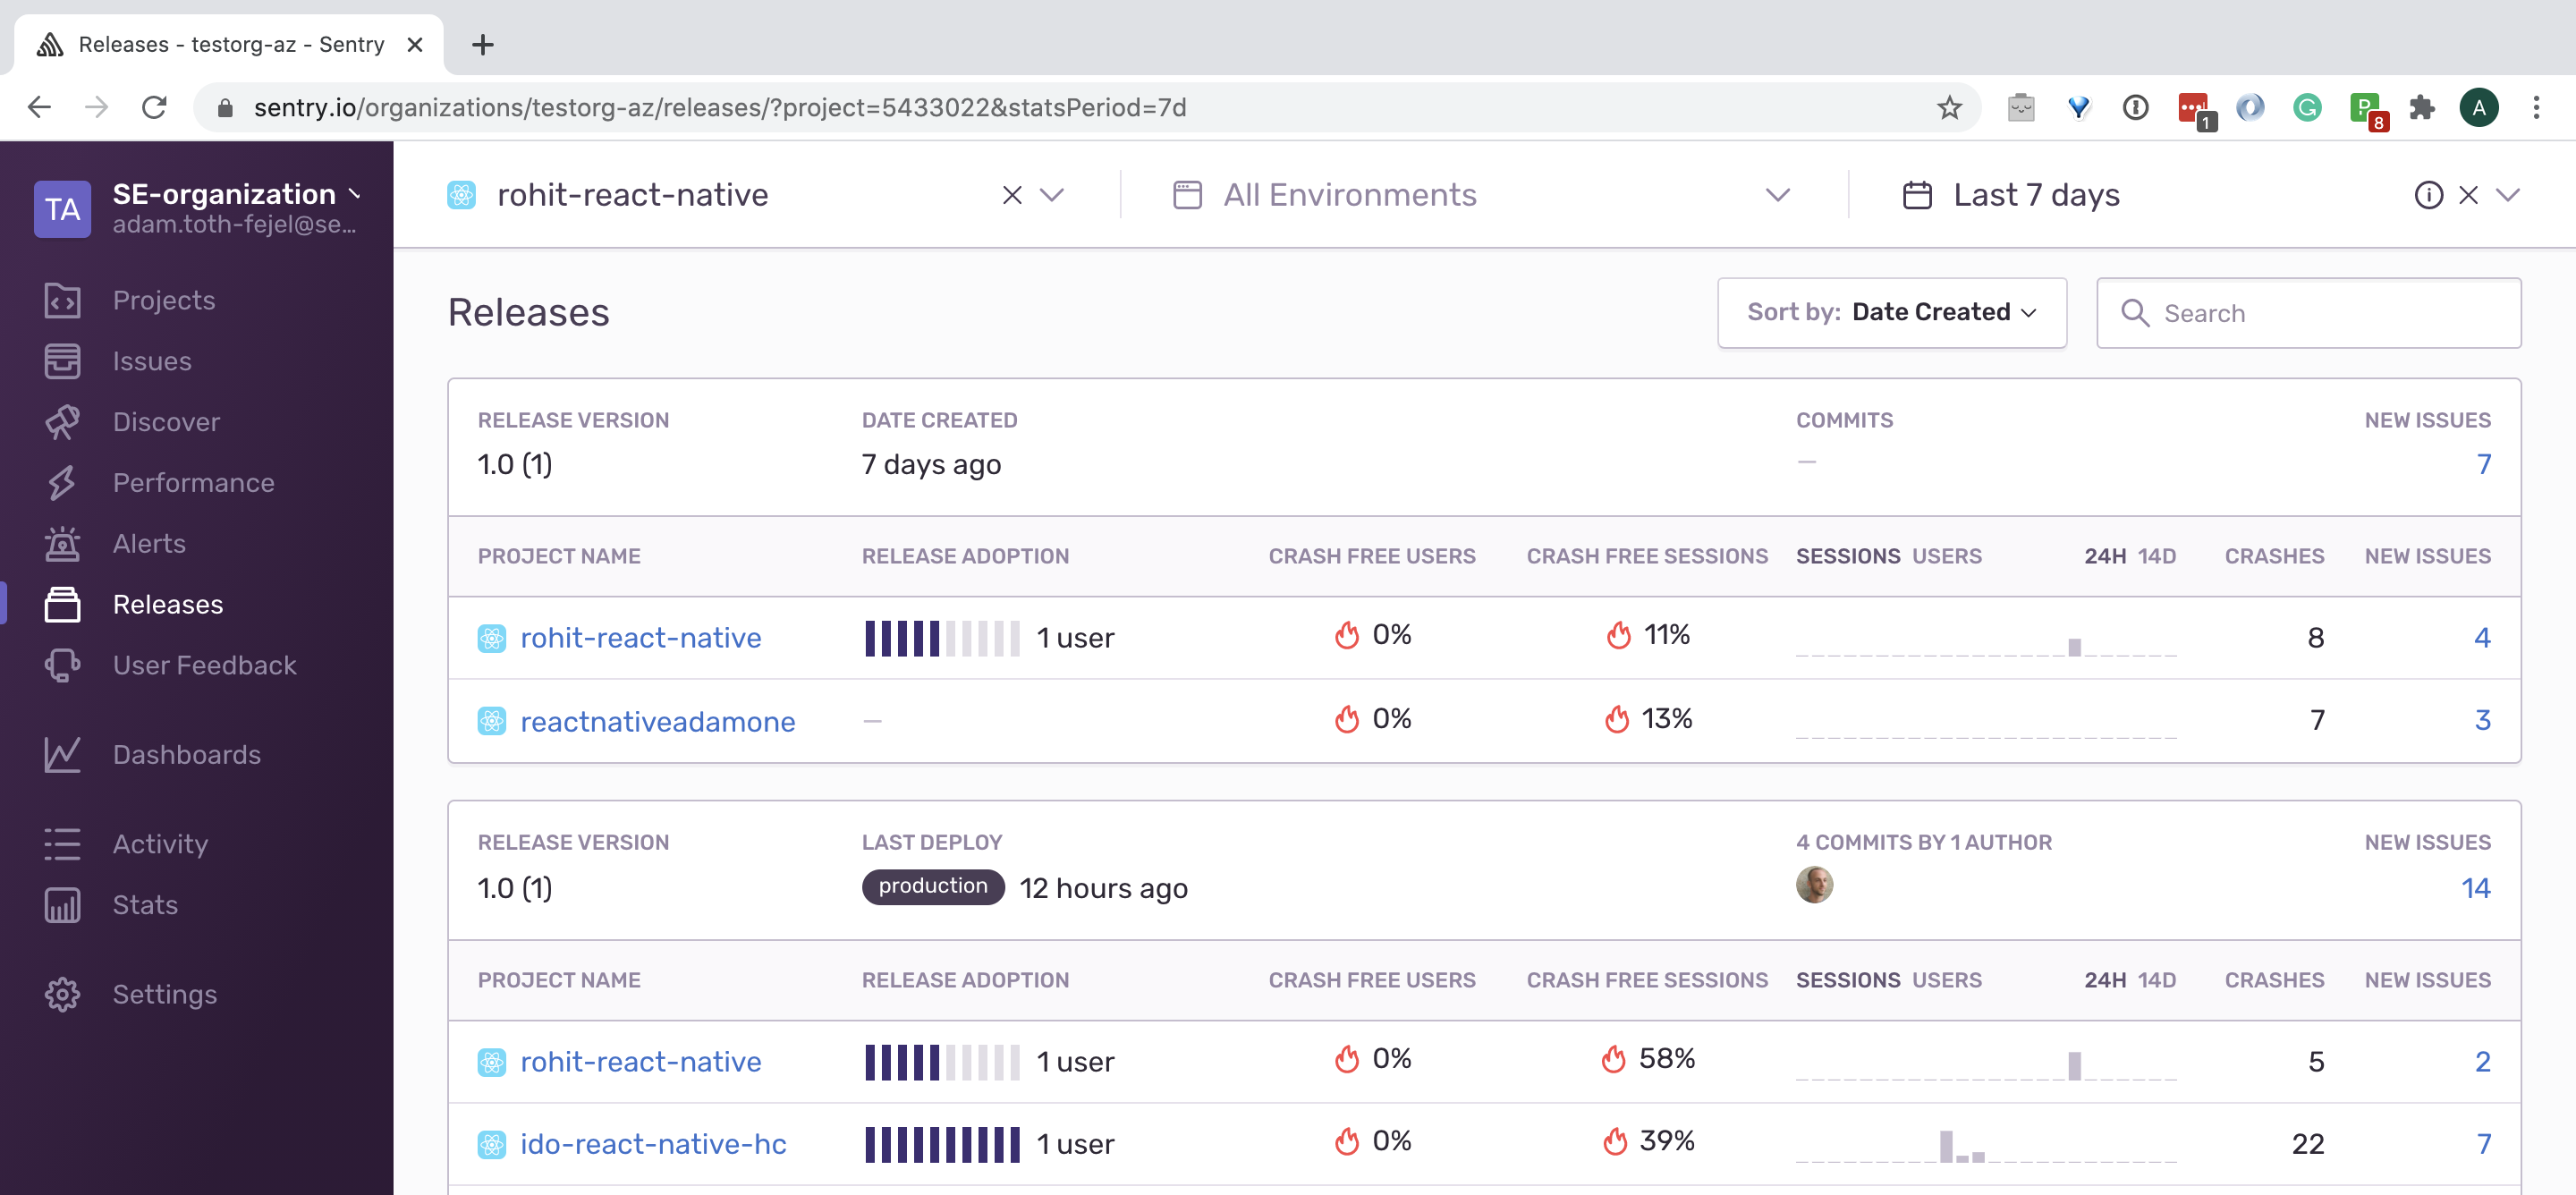 Releases - testorg-az - Sentry
sentry.io/organizations/testorg-az/releases/?project=5433022&statsPeriod=7d
1
G
P
8
A
TA
SE-organization
adam.toth-fejel@se...
rohit-react-native
All Environments
Last 7 days
Projects
Issues
Discover
Performance
Alerts
Releases
User Feedback
Dashboards
Activity
Stats
Settings
Releases
Sort by: Date Created
Search
RELEASE VERSION DATE CREATED COMMITS NEW ISSUES
1.0 (1) 7 days ago — 7
PROJECT NAME RELEASE ADOPTION CRASH FREE USERS CRASH FREE SESSIONS SESSIONS USERS 24H 14D CRASHES NEW ISSUES
rohit-react-native 1 user 0% 11% 8 4
reactnativeadamone — 0% 13% 7 3
RELEASE VERSION LAST DEPLOY 4 COMMITS BY 1 AUTHOR NEW ISSUES
1.0 (1) production 12 hours ago 14
PROJECT NAME RELEASE ADOPTION CRASH FREE USERS CRASH FREE SESSIONS SESSIONS USERS 24H 14D CRASHES NEW ISSUES
rohit-react-native 1 user 0% 58% 5 2
ido-react-native-hc 1 user 0% 39% 22 7